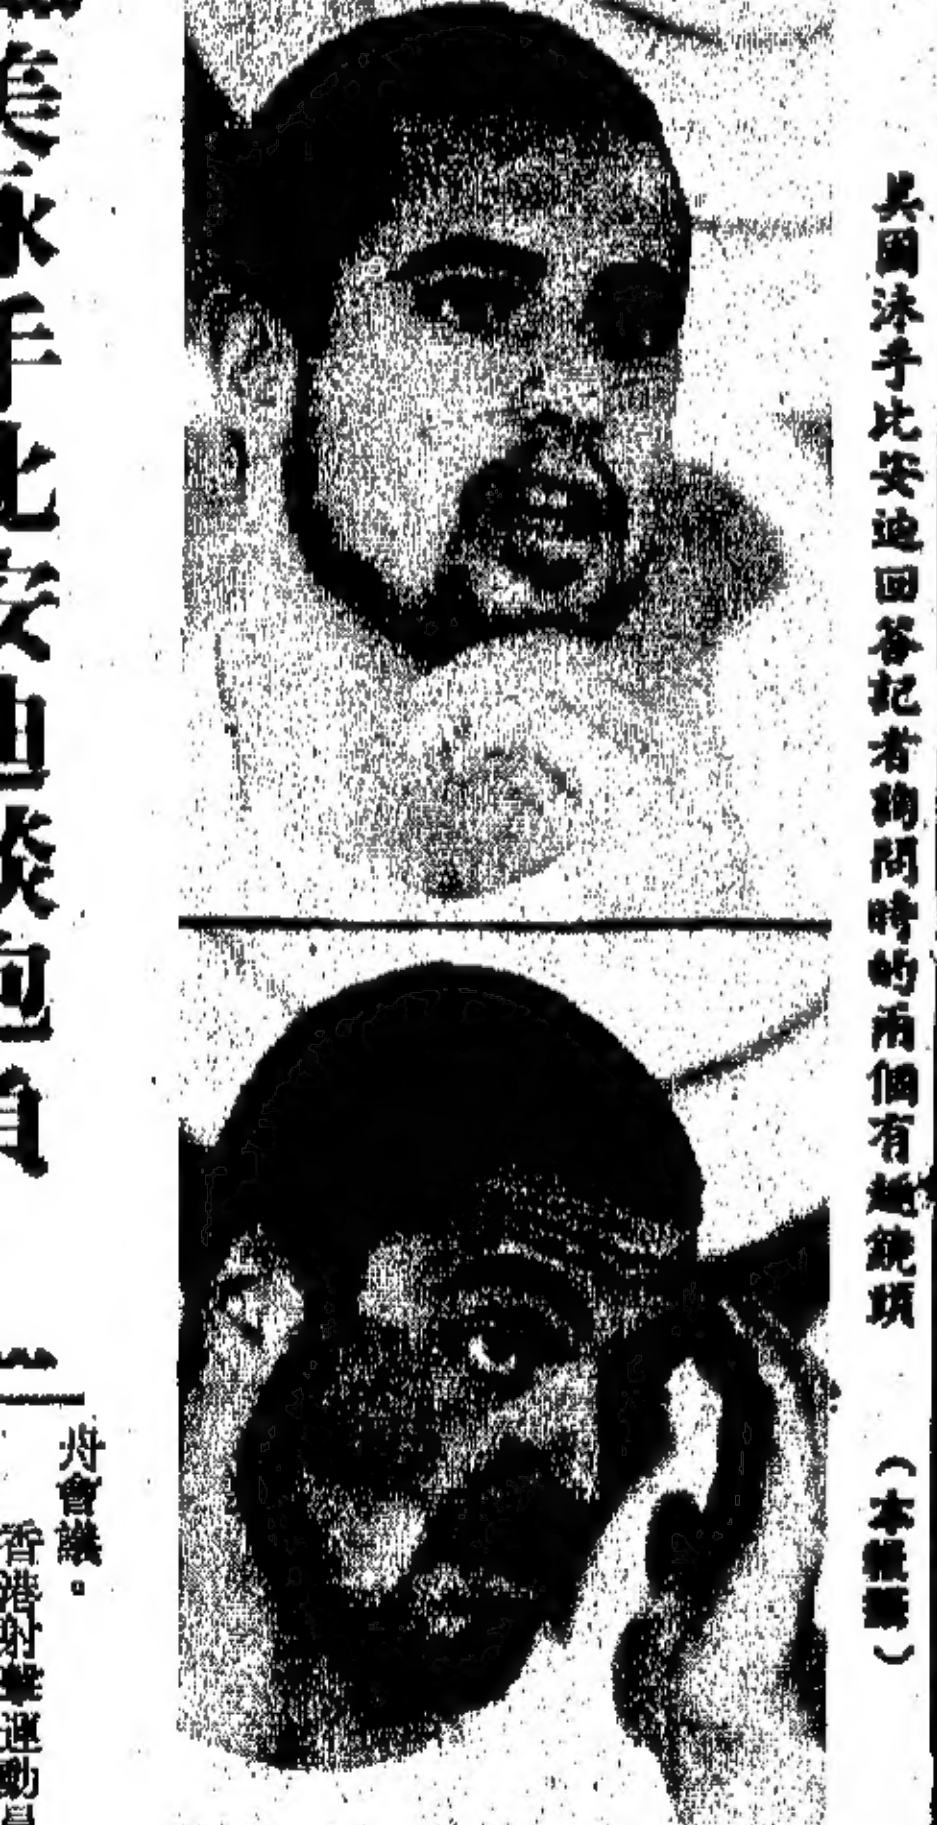 美國泳手比安迪回答記者詢問時的兩個有趣鏡頭
（本報攝）
美泳手比安迪談包
舟會議。
香港射擊運動員